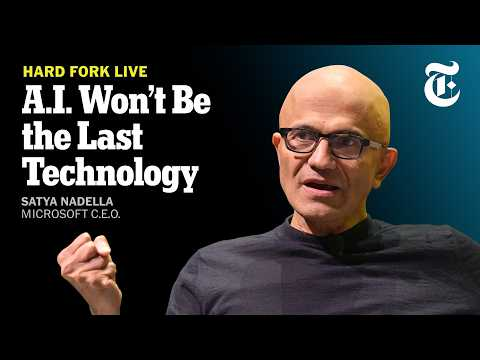 HARD FORK LIVE
A.I. Won't Be
the Last
Technology
SATYA NADELLA
MICROSOFT C.E.O.
T